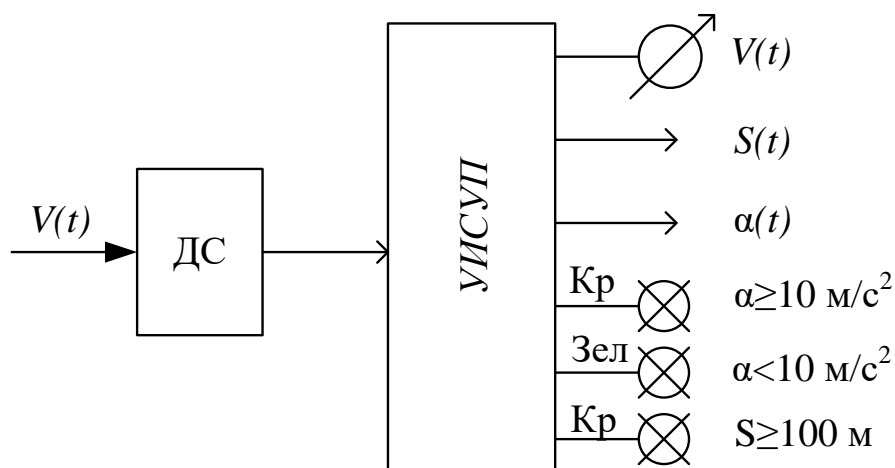 V(t)
ДС
УИСУП
V(t)
S(t)
α(t)
Кр
α≥10 м/с²
Зел
α<10 м/с²
Кр
S≥100 м